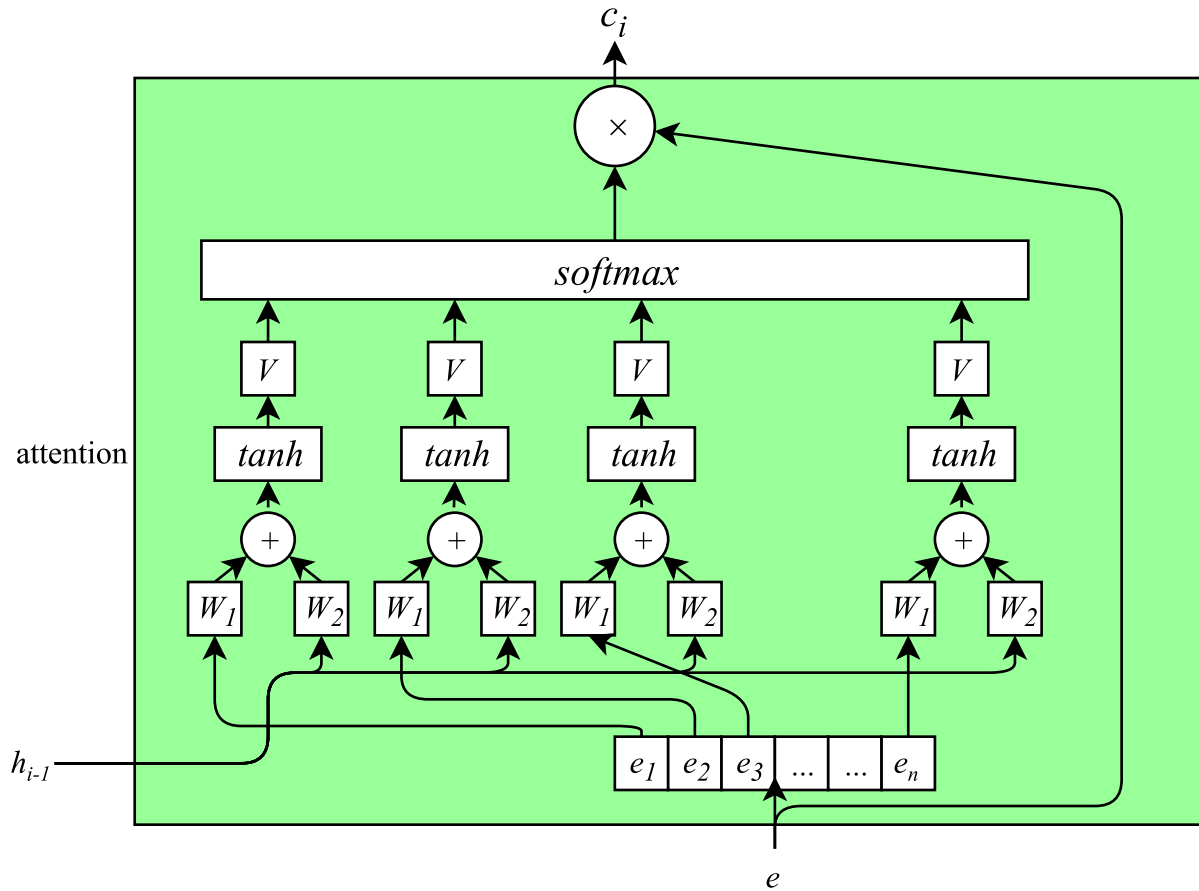 c_i
×
softmax
V V V V
attention
tanh tanh tanh tanh
+ + + +
W_1 W_2 W_1 W_2 W_1 W_2 W_1 W_2
h_{i-1}
e_1 e_2 e_3 ... ... e_n
e